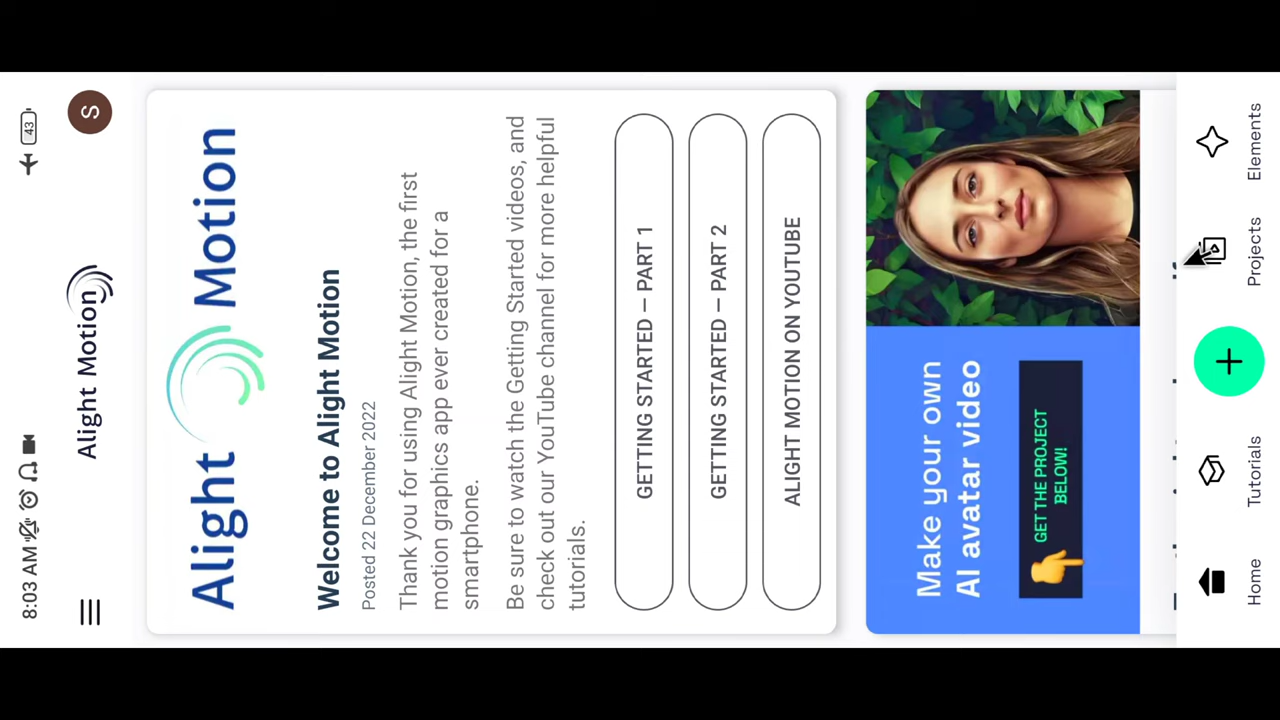 8:03 AM
43
Alight Motion
S
Alight Motion
Welcome to Alight Motion
Posted 22 December 2022
Thank you for using Alight Motion, the first
motion graphics app ever created for a
smartphone.
Be sure to watch the Getting Started videos, and
check out our YouTube channel for more helpful
tutorials.
GETTING STARTED – PART 1
GETTING STARTED – PART 2
ALIGHT MOTION ON YOUTUBE
Make your own
AI avatar video
GET THE PROJECT
BELOW!
Home
Tutorials
Projects
Elements